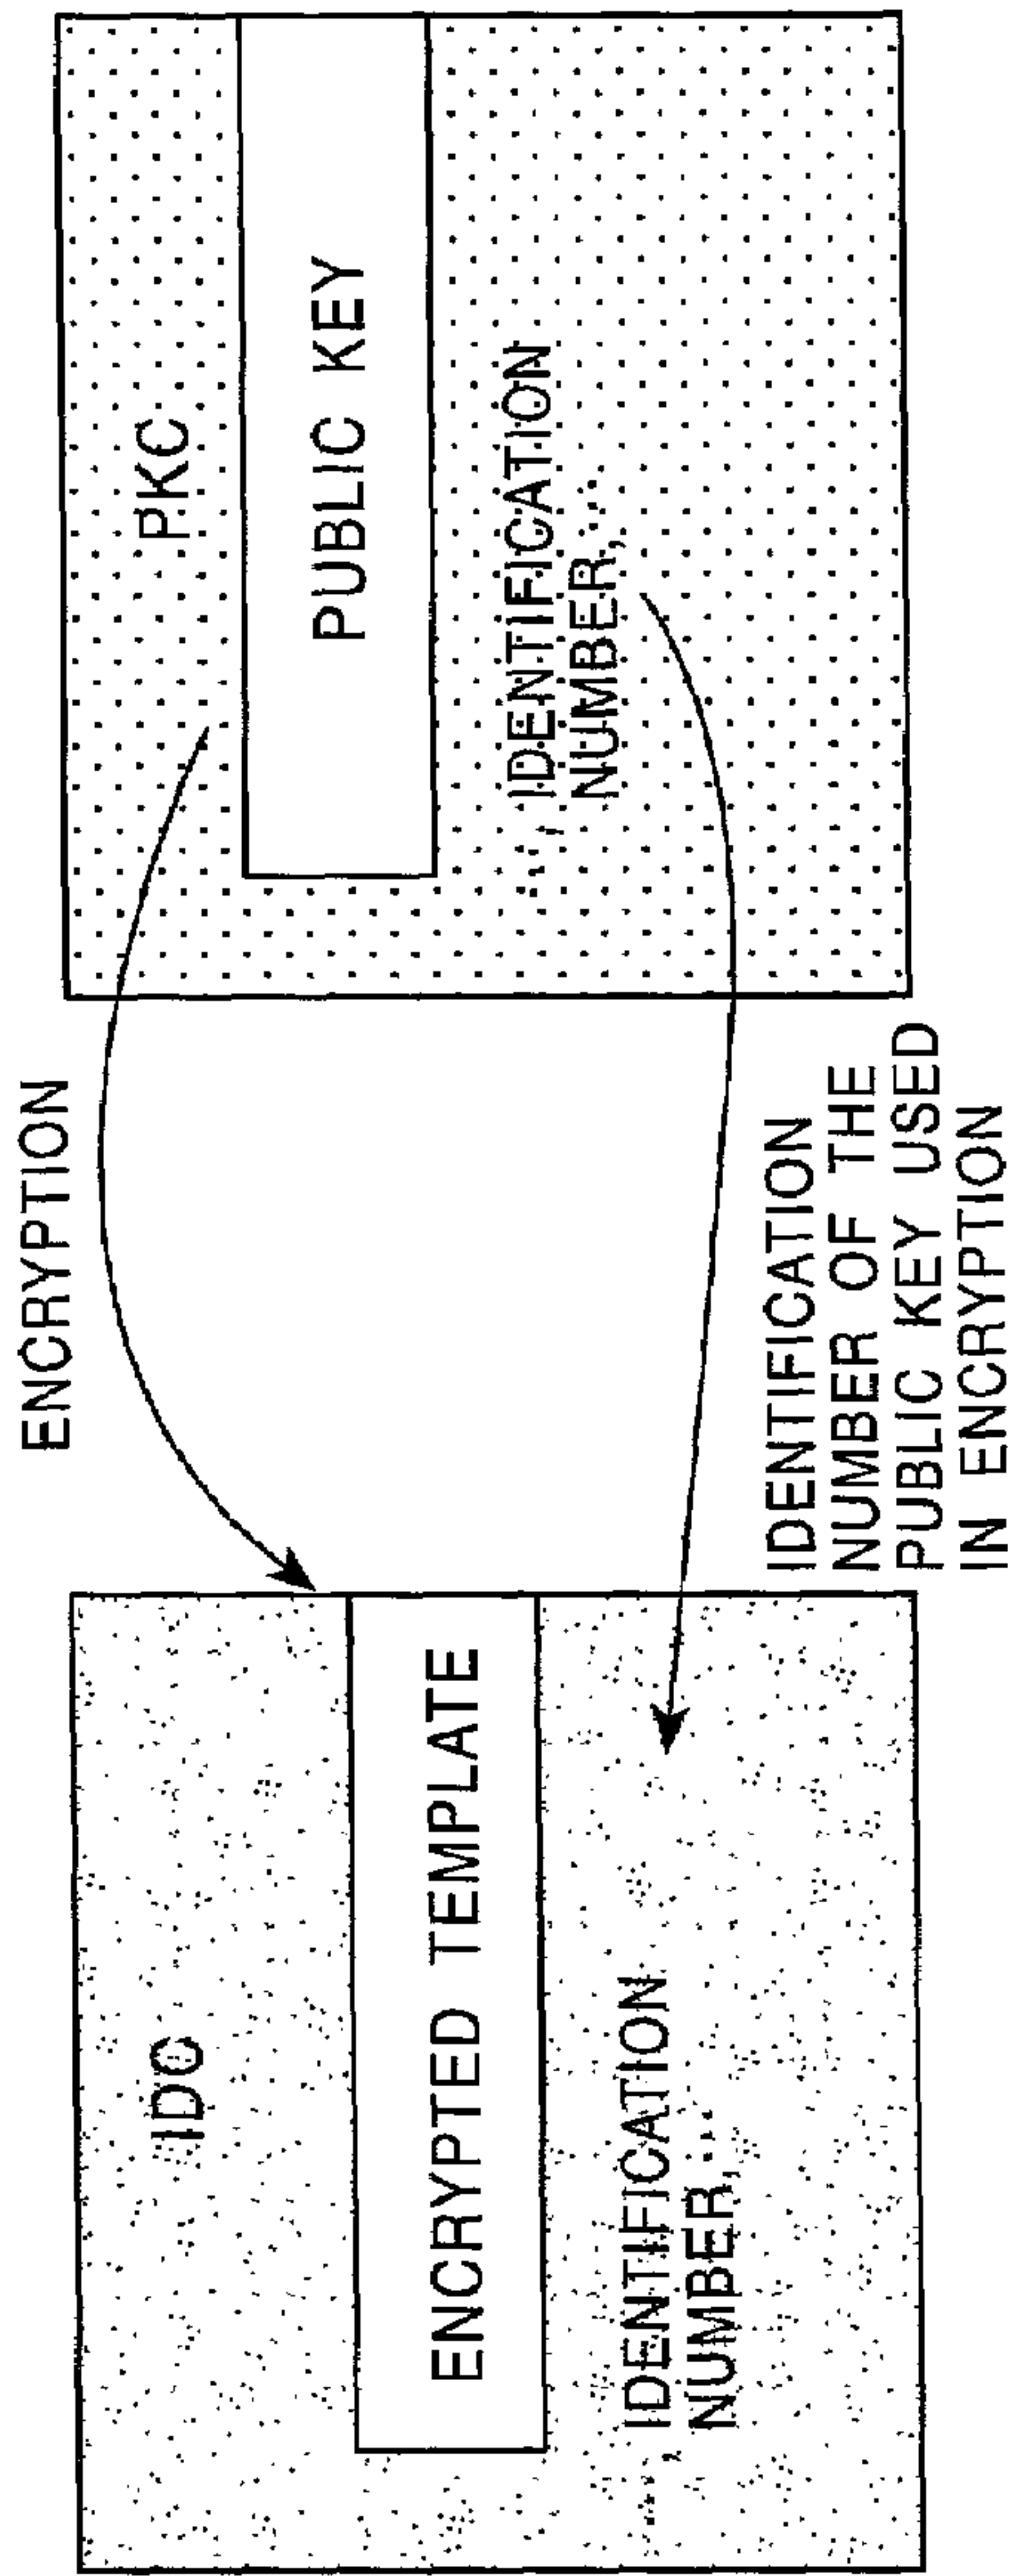 IDC
ENCRYPTED TEMPLATE
..., IDENTIFICATION
NUMBER, ...
ENCRYPTION
IDENTIFICATION
NUMBER OF THE
PUBLIC KEY USED
IN ENCRYPTION
PKC
PUBLIC KEY
..., IDENTIFICATION
NUMBER, ...